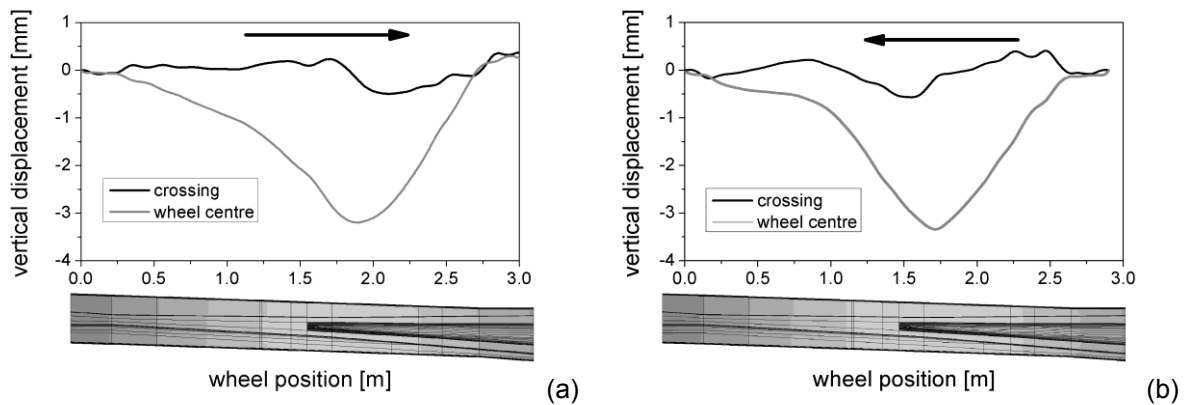 vertical displacement [mm]
1
0
-1
-2
-3
-4
crossing
wheel centre
0.0 0.5 1.0 1.5 2.0 2.5 3.0
wheel position [m]
(a)
vertical displacement [mm]
1
0
-1
-2
-3
-4
crossing
wheel centre
0.0 0.5 1.0 1.5 2.0 2.5 3.0
wheel position [m]
(b)